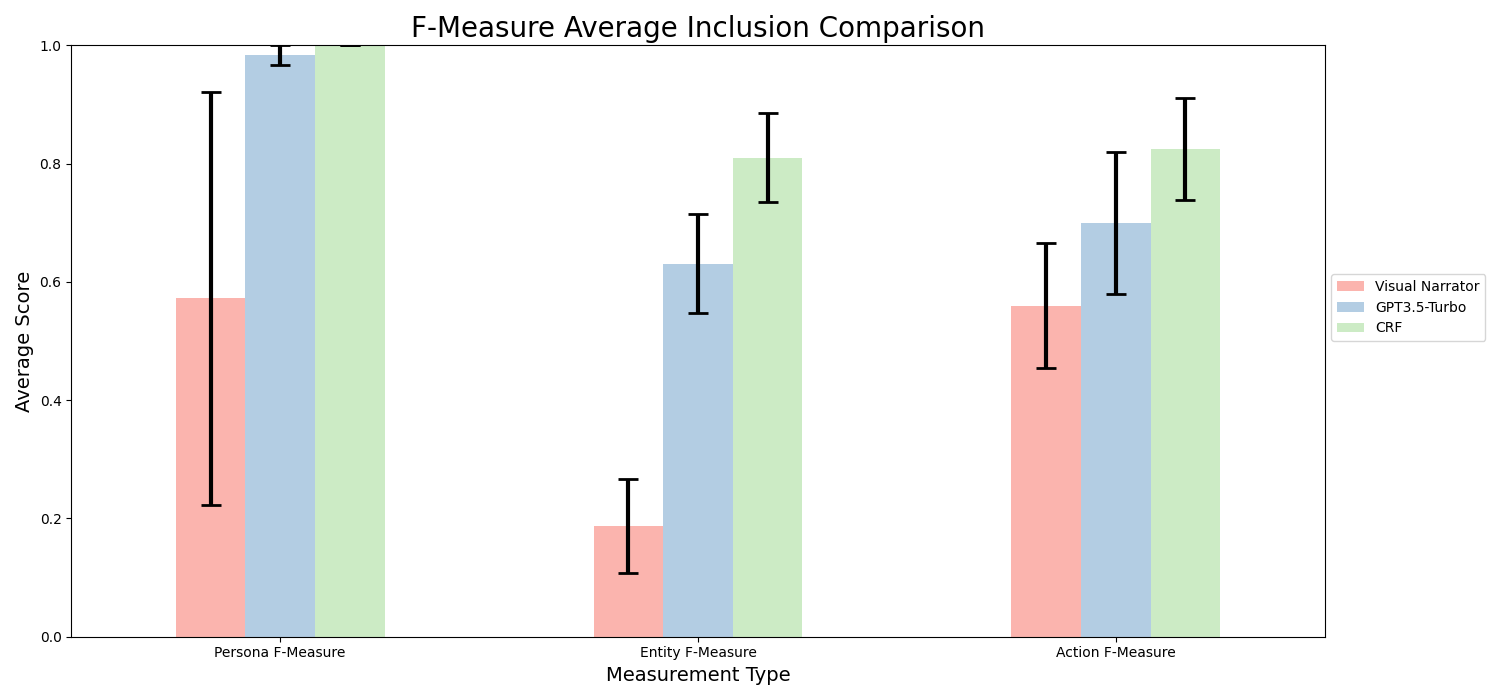 F-Measure Average Inclusion Comparison
Average Score
1.0
0.8
0.6
0.4
0.2
0.0
Persona F-Measure
Entity F-Measure
Action F-Measure
Measurement Type
Visual Narrator
GPT3.5-Turbo
CRF